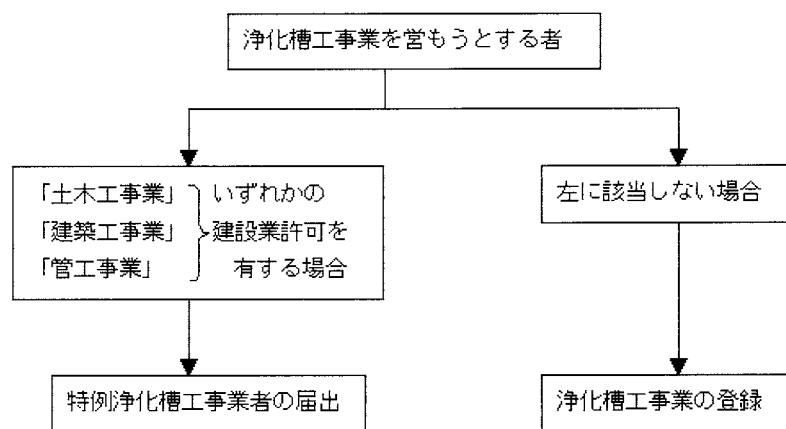 浄化槽工事業を営もうとする者
「土木工事業」 いずれかの
「建築工事業」 建設業許可を
「管工事業」 有する場合
左に該当しない場合
特例浄化槽工事業者の届出
浄化槽工事業の登録